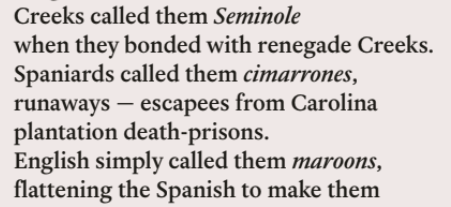 Creeks called them Seminole
when they bonded with renegade Creeks.
Spaniards called them cimarrones,
runaways — escapees from Carolina
plantation death-prisons.
English simply called them maroons,
flattening the Spanish to make them